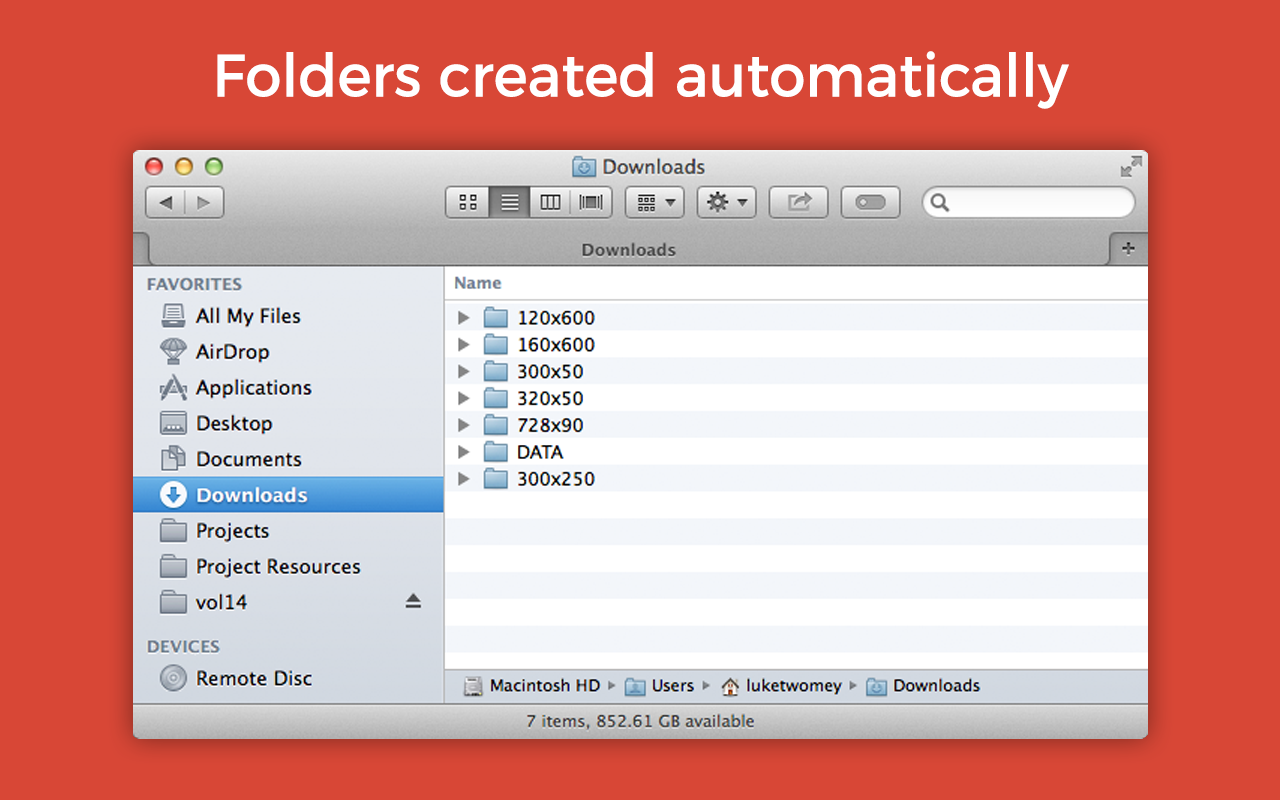 Folders created automatically
Downloads
Downloads
FAVORITES
All My Files
AirDrop
Applications
Desktop
Documents
Downloads
Projects
Project Resources
vol14
DEVICES
Remote Disc
Name
120x600
160x600
300x50
320x50
728x90
DATA
300x250
Macintosh HD ▸ Users ▸ luketwomey ▸ Downloads
7 items, 852.61 GB available